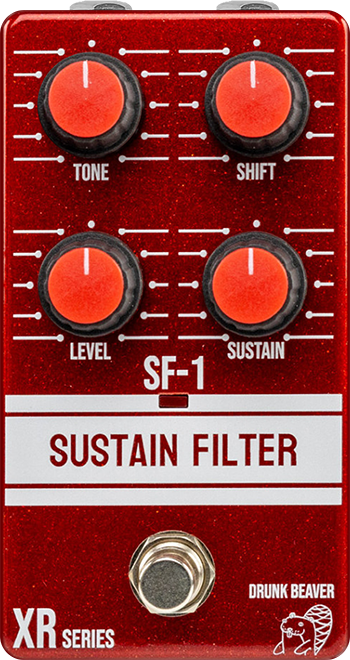 TONE SHIFT
LEVEL SUSTAIN
SF-1
SUSTAIN FILTER
DRUNK BEAVER
XR SERIES